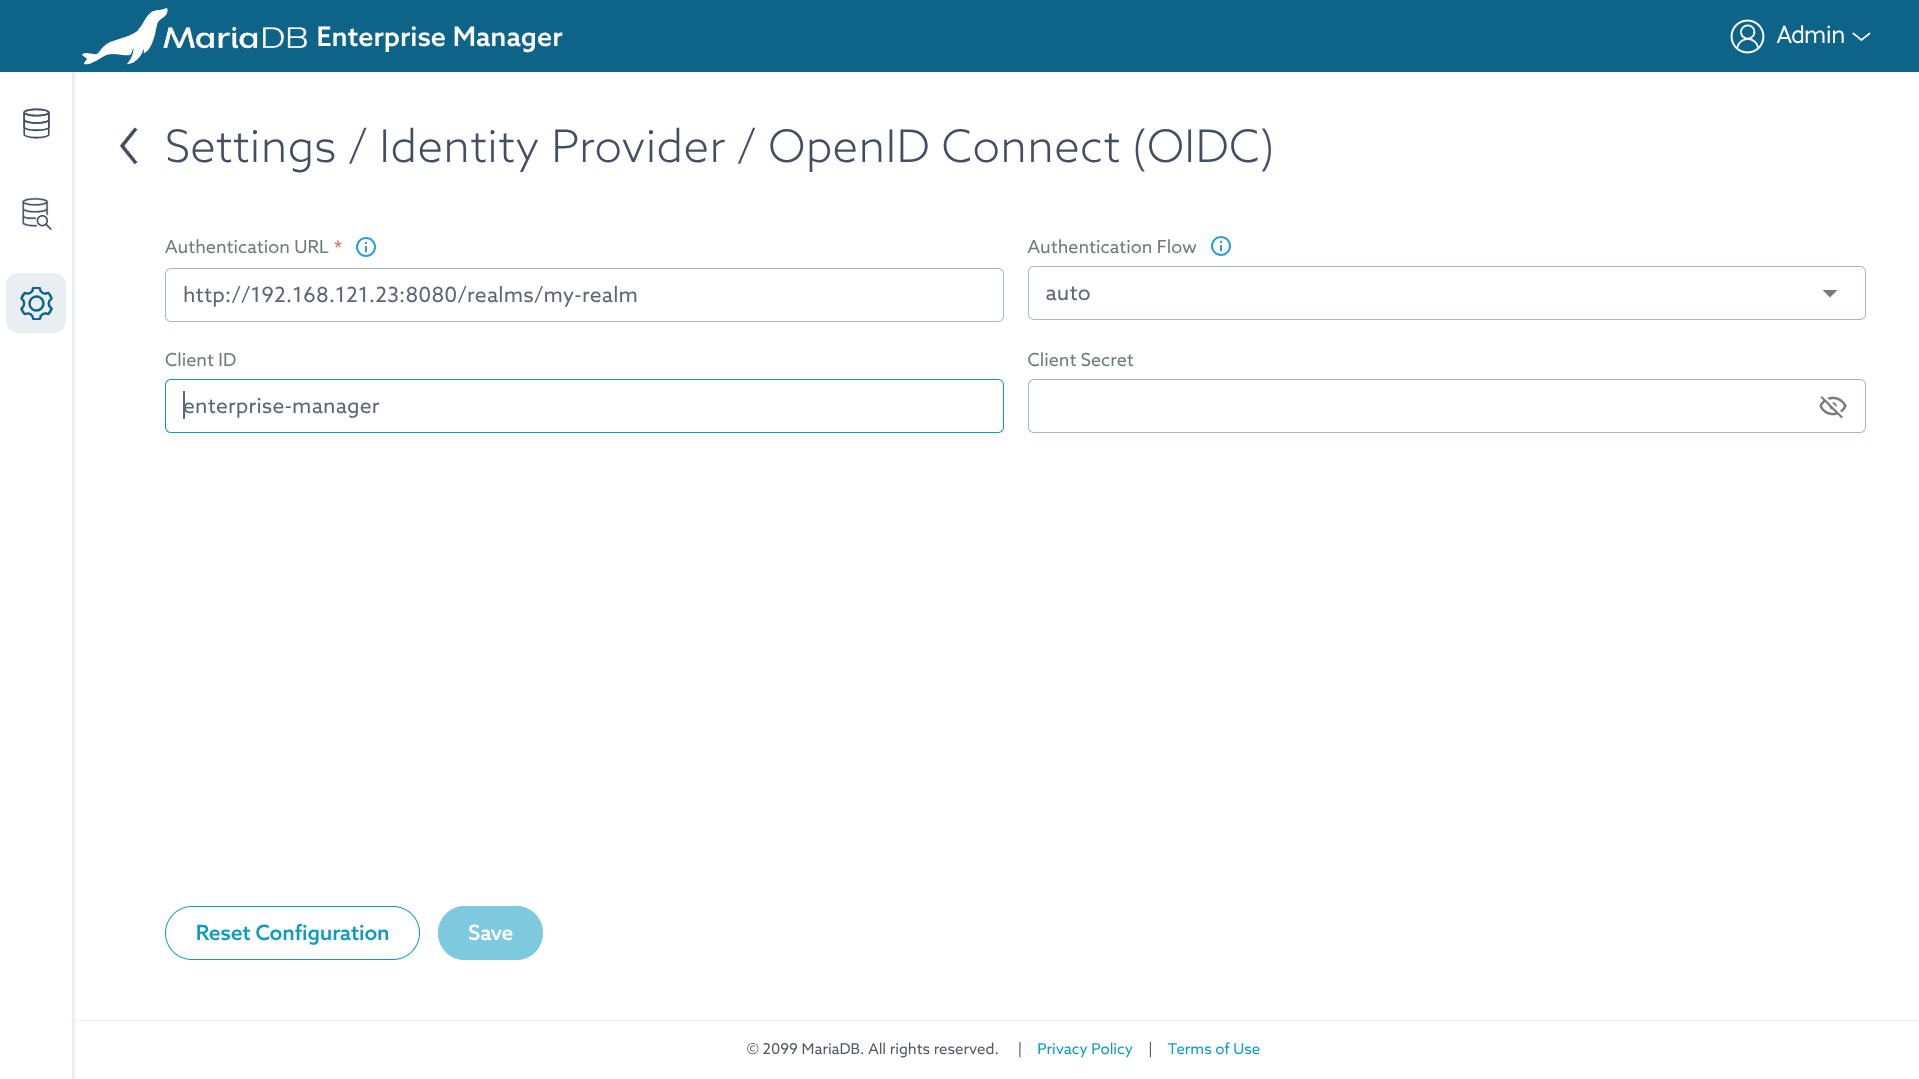 MariaDB Enterprise Manager
Admin
Settings / Identity Provider / OpenID Connect (OIDC)
Authentication URL *
Authentication Flow
http://192.168.121.23:8080/realms/my-realm
auto
Client ID
Client Secret
enterprise-manager
Reset Configuration
Save
© 2099 MariaDB. All rights reserved. | Privacy Policy | Terms of Use